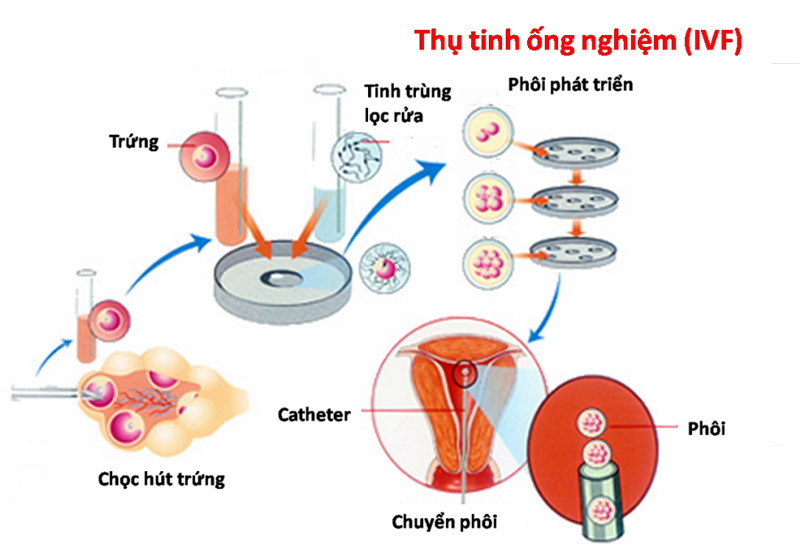 Thụ tinh ống nghiệm (IVF)
Trứng
Tinh trùng
lọc rửa
Phôi phát triển
Chọc hút trứng
Catheter
Phôi
Chuyển phôi